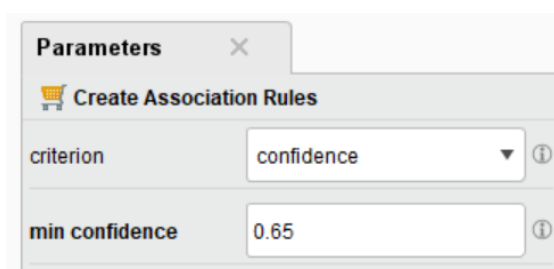 Parameters
Create Association Rules
criterion confidence
min confidence 0.65